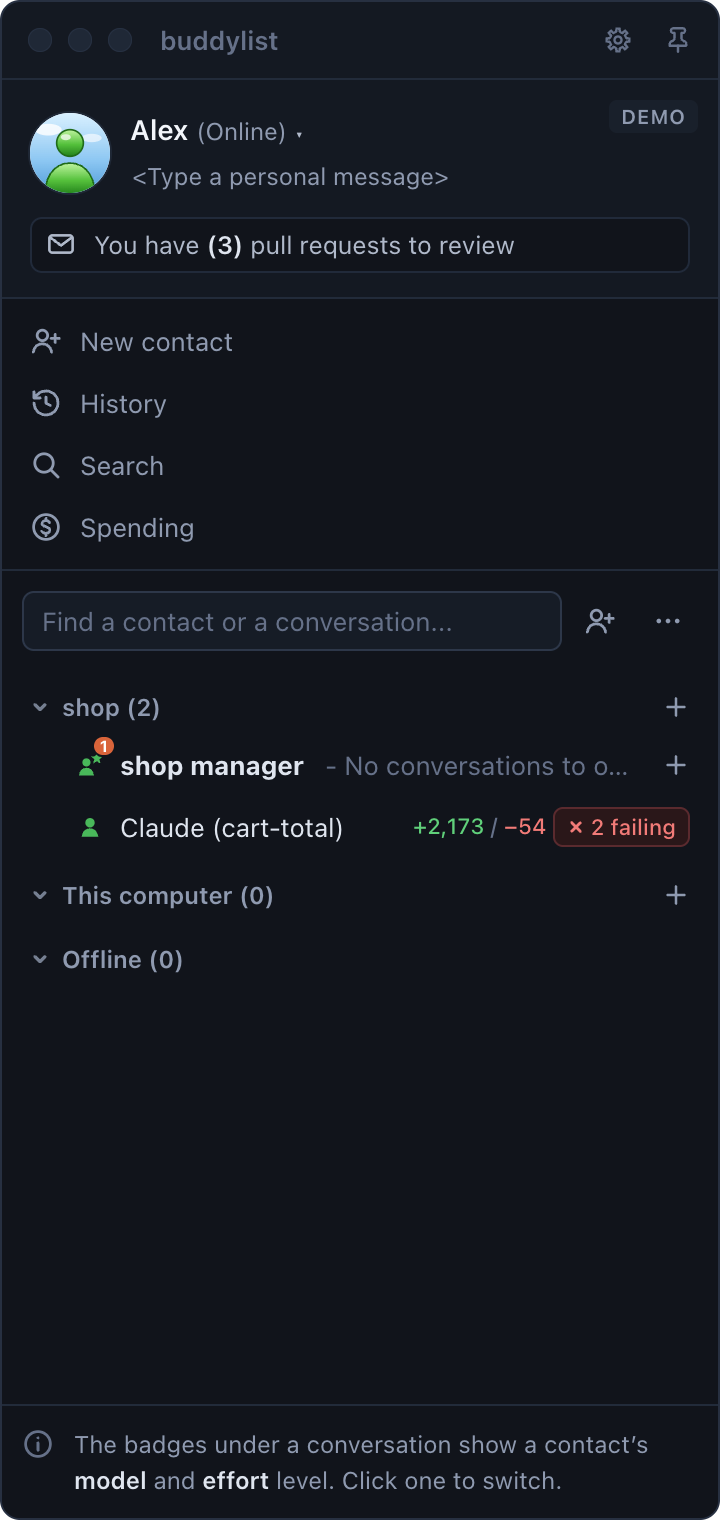 buddylist
DEMO
Alex (Online)
<Type a personal message>
You have (3) pull requests to review
New contact
History
Search
Spending
Find a contact or a conversation...
shop (2)
1
shop manager - No conversations to o...
Claude (cart-total) +2,173 / −54 × 2 failing
This computer (0)
Offline (0)
The badges under a conversation show a contact’s
model and effort level. Click one to switch.